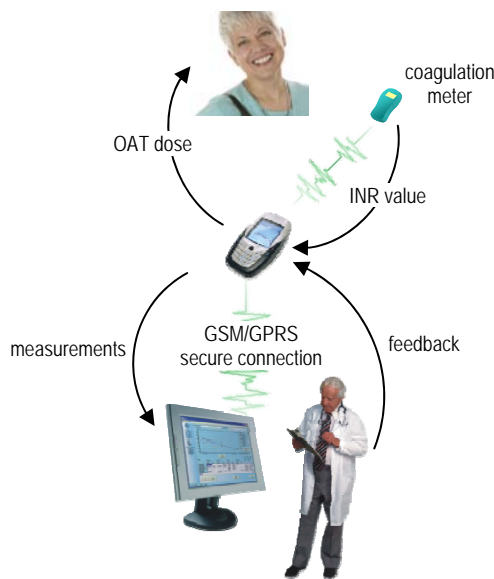 coagulation
meter
OAT dose
INR value
GSM/GPRS
secure connection
measurements
feedback